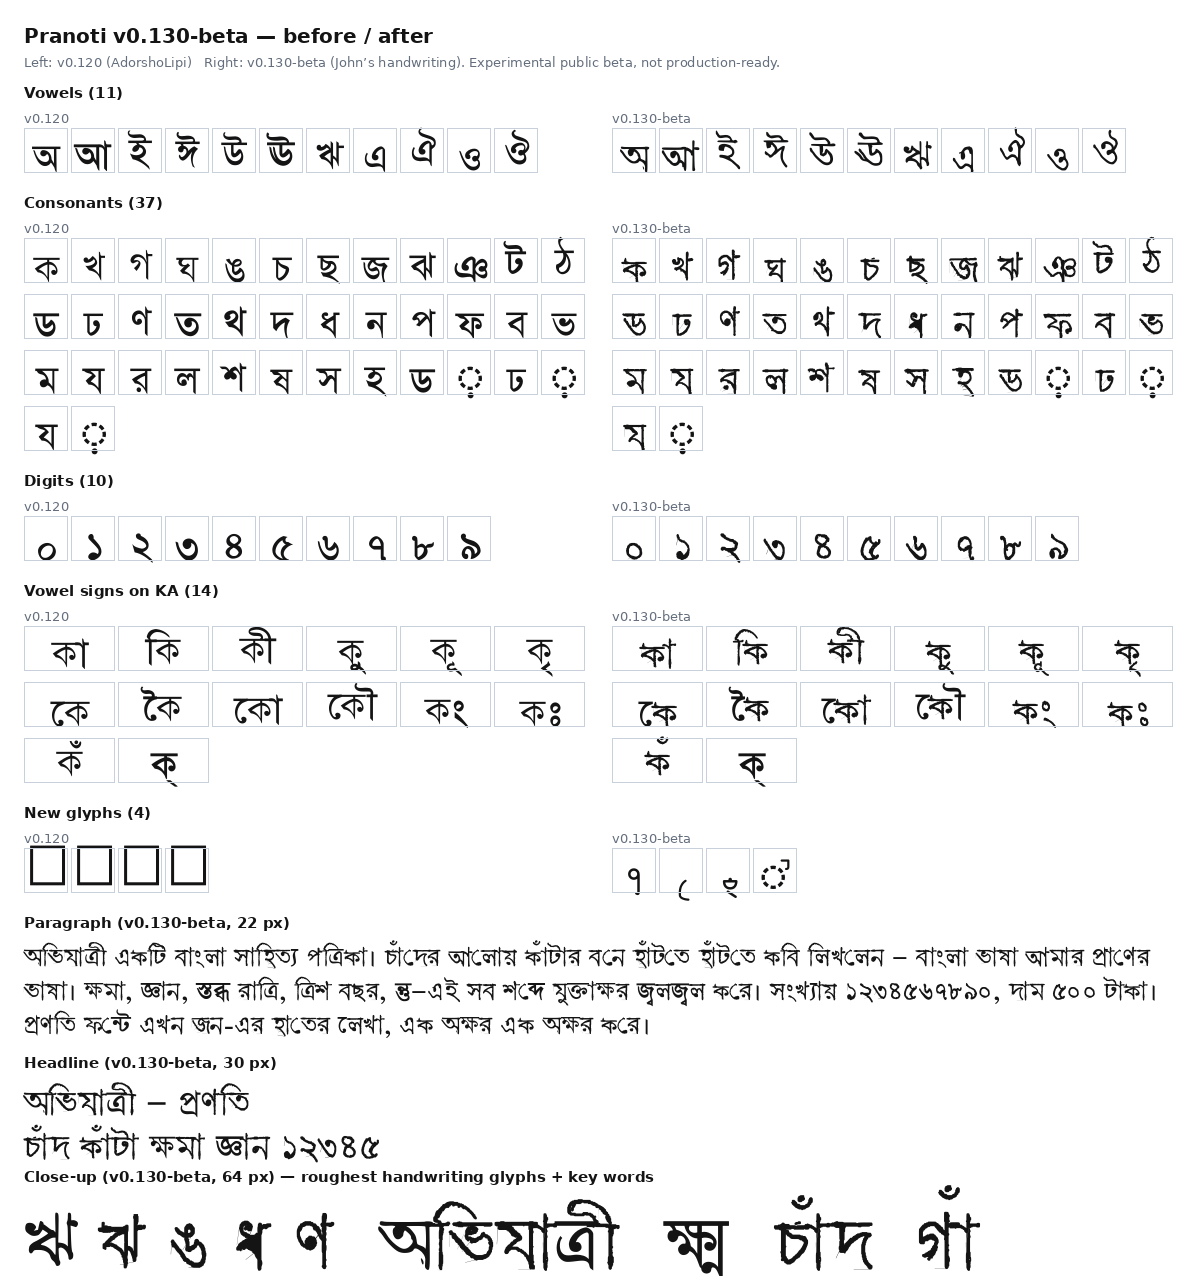 Pranoti v0.130-beta — before / after
Left: v0.120 (AdorshoLipi) Right: v0.130-beta (John’s handwriting). Experimental public beta, not production-ready.
Vowels (11)
v0.120 v0.130-beta
অ আ ই ঈ উ ঊ ঋ এ ঐ ও ঔ অ আ ই ঈ উ ঊ ঋ এ ঐ ও ঔ
Consonants (37)
v0.120 v0.130-beta
ক খ গ ঘ ঙ চ ছ জ ঝ ঞ ট ঠ ক খ গ ঘ ঙ চ ছ জ ঝ ঞ ট ঠ
ড ঢ ণ ত থ দ ধ ন প ফ ব ভ ড ঢ ণ ত থ দ ধ ন প ফ ব ভ
ম য র ল শ ষ স হ ড ় ঢ ় ম য র ল শ ষ স হ ড ় ঢ ়
য ় য ়
Digits (10)
v0.120 v0.130-beta
০ ১ ২ ৩ ৪ ৫ ৬ ৭ ৮ ৯ ০ ১ ২ ৩ ৪ ৫ ৬ ৭ ৮ ৯
Vowel signs on KA (14)
v0.120 v0.130-beta
কা কি কী কু কূ কৃ কা কি কী কু কূ কৃ
কে কৈ কো কৌ কং কঃ কে কৈ কো কৌ কং কঃ
কঁ ক্ কঁ ক্
New glyphs (4)
v0.120 v0.130-beta
Paragraph (v0.130-beta, 22 px)
অভিযাত্রী একটি বাংলা সাহিত্য পত্রিকা। চাঁদের আলোয় কাঁটার বনে হাঁটতে হাঁটতে কবি লিখলেন – বাংলা ভাষা আমার প্রাণের
ভাষা। ক্ষমা, জ্ঞান, স্তব্ধ রাত্রি, ত্রিশ বছর, ন্তু–এই সব শব্দে যুক্তাক্ষর জ্বলজ্বল করে। সংখ্যায় ১২৩৪৫৬৭৮৯০, দাম ৫০০ টাকা।
প্রণতি ফন্টে এখন জন-এর হাতের লেখা, এক অক্ষর এক অক্ষর করে।
Headline (v0.130-beta, 30 px)
অভিযাত্রী – প্রণতি
চাঁদ কাঁটা ক্ষমা জ্ঞান ১২৩৪৫
Close-up (v0.130-beta, 64 px) — roughest handwriting glyphs + key words
ঋ ঝ ঙ ধ ণ অভিযাত্রী ক্ষ্ম চাঁদ গাঁ